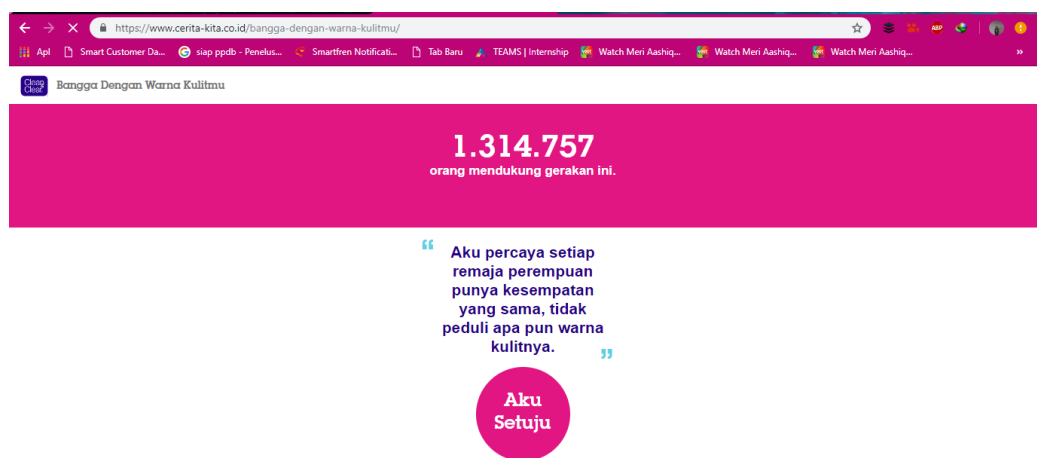 https://www.cerita-kita.co.id/bangga-dengan-warna-kulitmu/
ABP
Apl Smart Customer Da... siap ppdb - Penelus... Smartfren Notificati... Tab Baru TEAMS | Internship Watch Meri Aashiq... Watch Meri Aashiq... Watch Meri Aashiq... »
Clean Clear Bangga Dengan Warna Kulitmu
1.314.757
orang mendukung gerakan ini.
“ Aku percaya setiap
remaja perempuan
punya kesempatan
yang sama, tidak
peduli apa pun warna
kulitnya. ”
Aku
Setuju